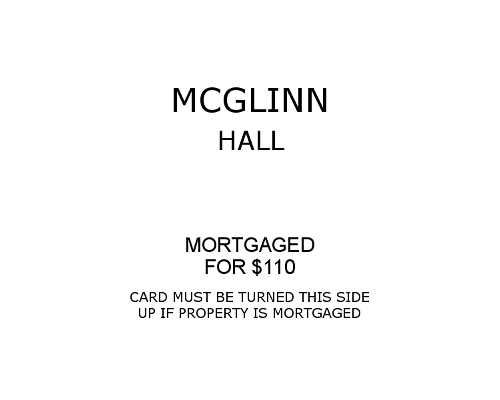 MCGLINN
HALL
MORTGAGED
FOR $110
CARD MUST BE TURNED THIS SIDE
UP IF PROPERTY IS MORTGAGED